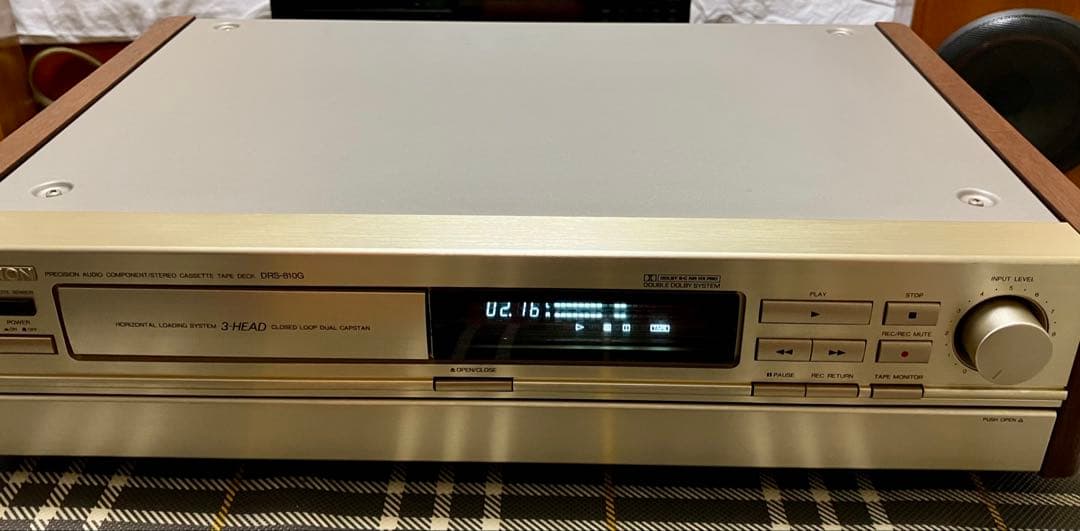 PRECISION AUDIO COMPONENT/STEREO CASSETTE TAPE DECK DRS-810G
DOLBY B-C NR HX PRO
DOUBLE DOLBY SYSTEM
INPUT LEVEL
POWER
ON OFF
HORIZONTAL LOADING SYSTEM 3-HEAD CLOSED LOOP DUAL CAPSTAN
02.16
PLAY
STOP
REC/REC MUTE
OPEN/CLOSE
PAUSE REC RETURN TAPE MONITOR
PUSH OPEN